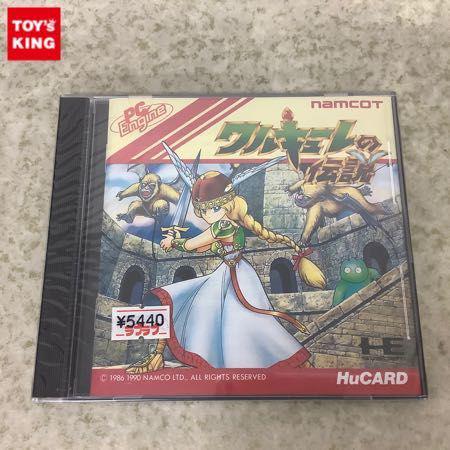 TOY's
KING
PC
Engine
namcot
ワルキューレの
伝説
¥5440
© 1986 1990 NAMCO LTD., ALL RIGHTS RESERVED
HE
HuCARD